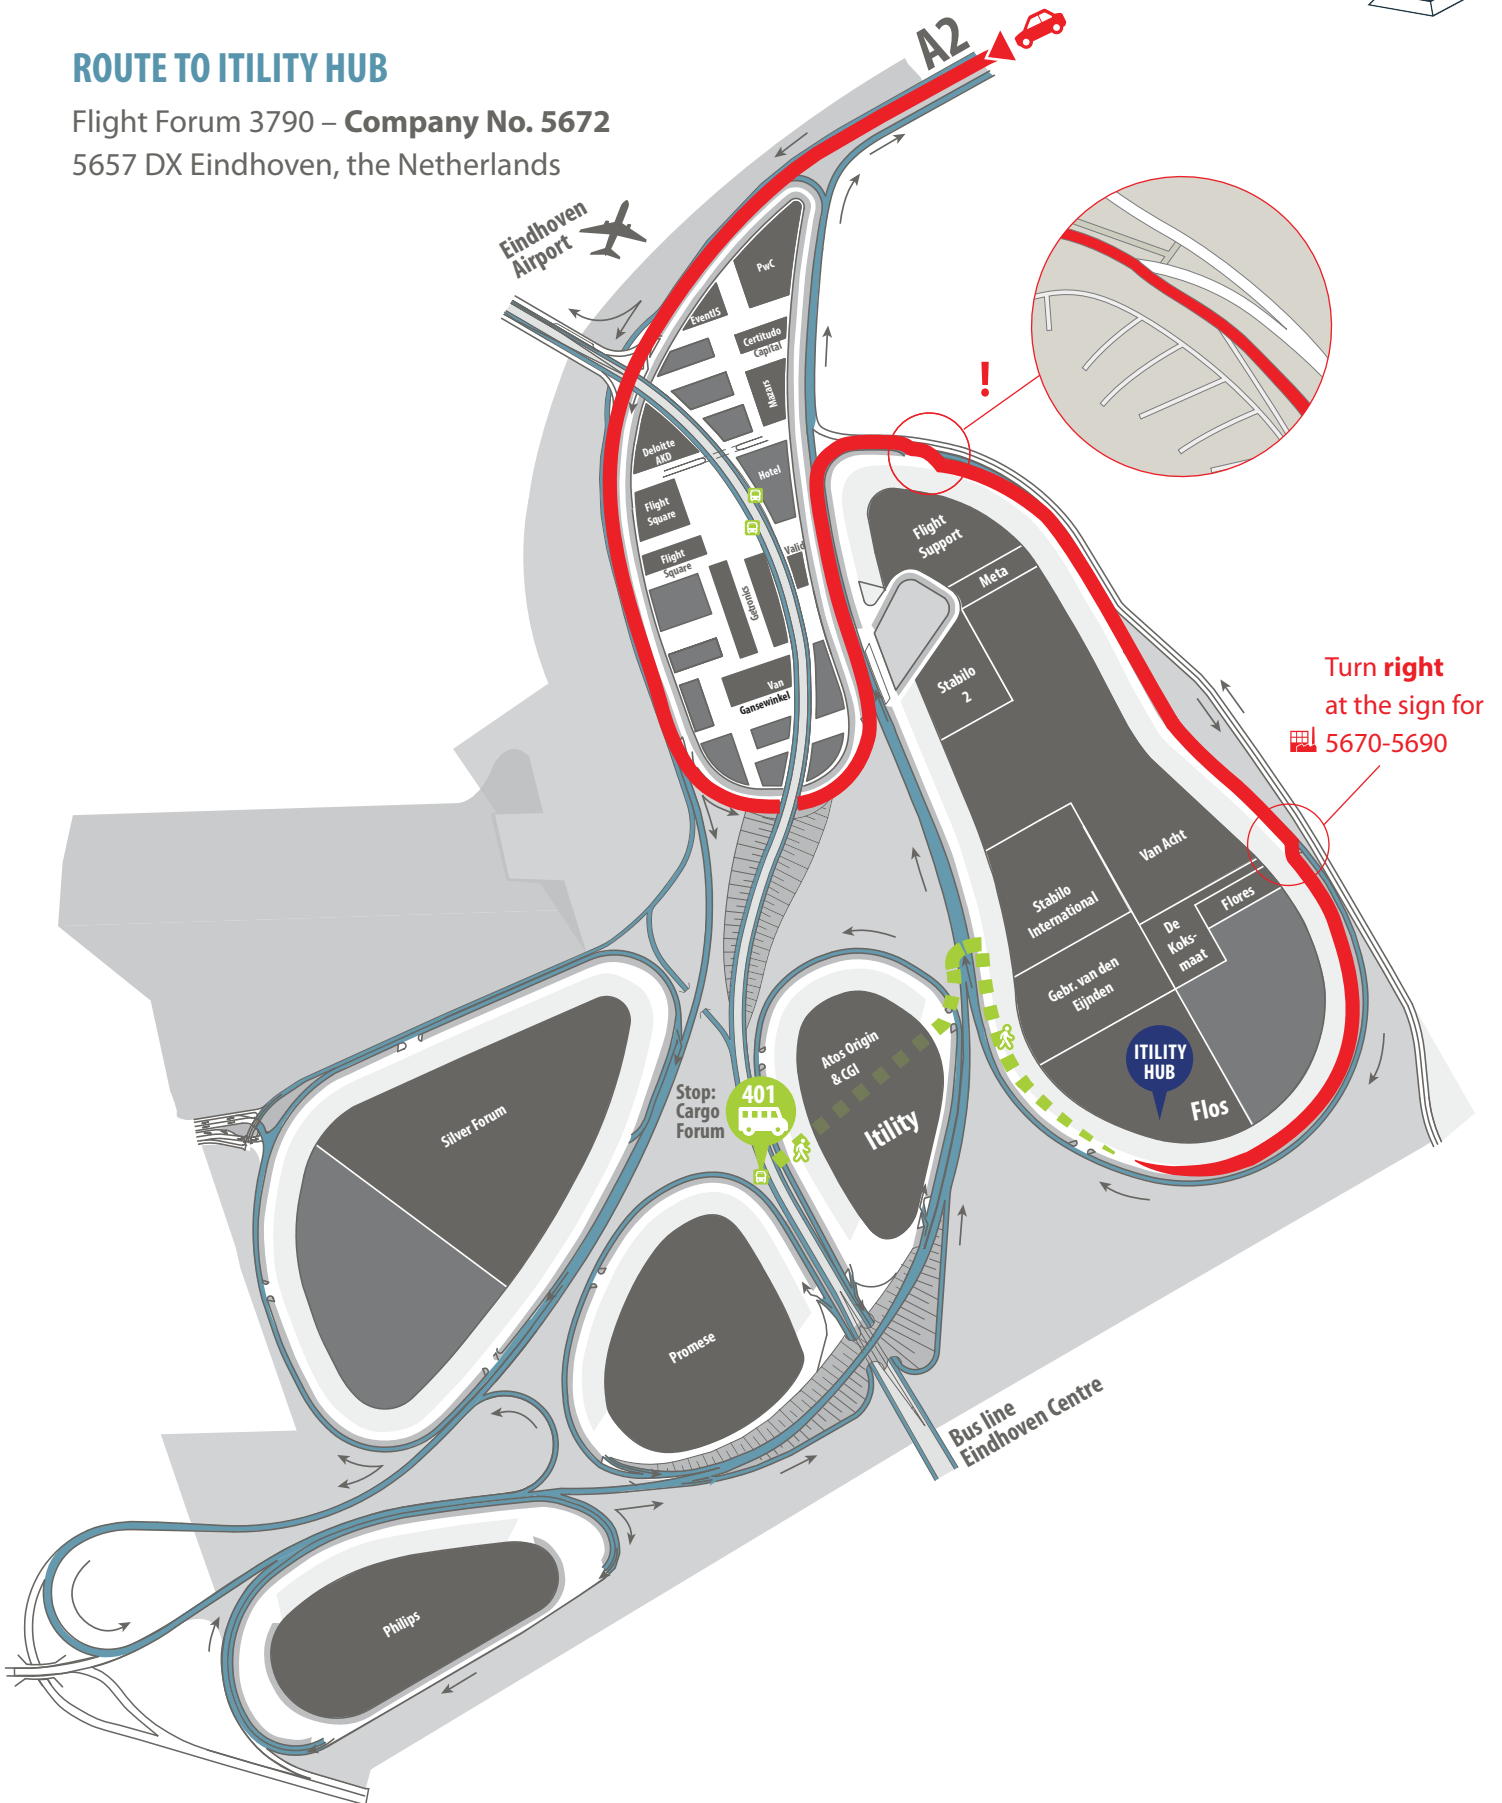 ROUTE TO ITILITY HUB
Flight Forum 3790 – Company No. 5672
5657 DX Eindhoven, the Netherlands
A2
Eindhoven
Airport
PwC
EventIS
Certitudo
Capital
Mazars
Deloitte
AKD
Hotel
Flight
Square
Flight
Square
Valid
Getronics
Van
Gansewinkel
!
Flight
Support
Meta
Stabilo
2
Turn right
at the sign for
5670-5690
Van Acht
Stabilo
International
Flores
De
Koks-
maat
Gebr. van den
Eijnden
ITILITY
HUB
Flos
Atos Origin
& CGI
Itility
Stop:
Cargo
Forum
401
Silver Forum
Promese
Bus line
Eindhoven Centre
Philips